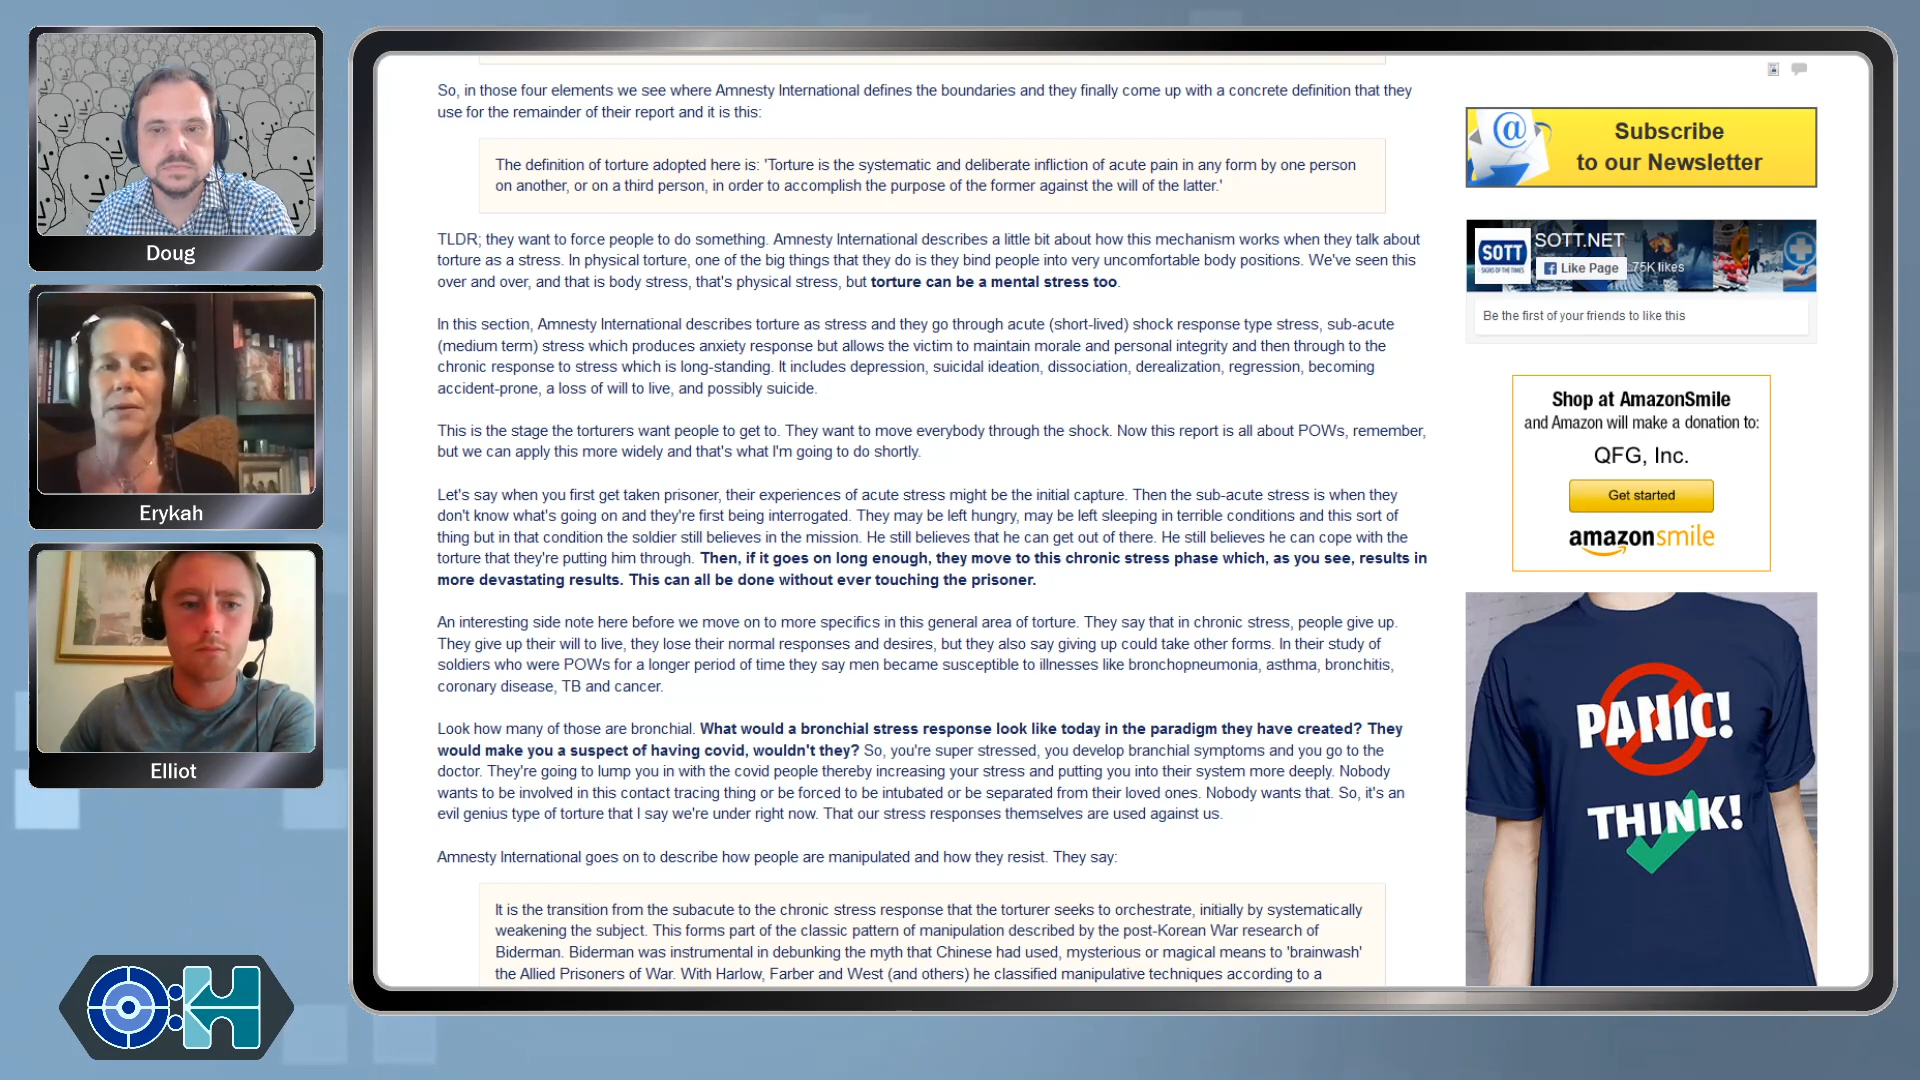 Doug
Erykah
Elliot
So, in those four elements we see where Amnesty International defines the boundaries and they finally come up with a concrete definition that they
use for the remainder of their report and it is this:
The definition of torture adopted here is: 'Torture is the systematic and deliberate infliction of acute pain in any form by one person
on another, or on a third person, in order to accomplish the purpose of the former against the will of the latter.'
TLDR; they want to force people to do something. Amnesty International describes a little bit about how this mechanism works when they talk about
torture as a stress. In physical torture, one of the big things that they do is they bind people into very uncomfortable body positions. We've seen this
over and over, and that is body stress, that's physical stress, but torture can be a mental stress too.
In this section, Amnesty International describes torture as stress and they go through acute (short-lived) shock response type stress, sub-acute
(medium term) stress which produces anxiety response but allows the victim to maintain morale and personal integrity and then through to the
chronic response to stress which is long-standing. It includes depression, suicidal ideation, dissociation, derealization, regression, becoming
accident-prone, a loss of will to live, and possibly suicide.
This is the stage the torturers want people to get to. They want to move everybody through the shock. Now this report is all about POWs, remember,
but we can apply this more widely and that's what I'm going to do shortly.
Let's say when you first get taken prisoner, their experiences of acute stress might be the initial capture. Then the sub-acute stress is when they
don't know what's going on and they're first being interrogated. They may be left hungry, may be left sleeping in terrible conditions and this sort of
thing but in that condition the soldier still believes in the mission. He still believes that he can get out of there. He still believes he can cope with the
torture that they're putting him through. Then, if it goes on long enough, they move to this chronic stress phase which, as you see, results in
more devastating results. This can all be done without ever touching the prisoner.
An interesting side note here before we move on to more specifics in this general area of torture. They say that in chronic stress, people give up.
They give up their will to live, they lose their normal responses and desires, but they also say giving up could take other forms. In their study of
soldiers who were POWs for a longer period of time they say men became susceptible to illnesses like bronchopneumonia, asthma, bronchitis,
coronary disease, TB and cancer.
Look how many of those are bronchial. What would a bronchial stress response look like today in the paradigm they have created? They
would make you a suspect of having covid, wouldn't they? So, you're super stressed, you develop branchial symptoms and you go to the
doctor. They're going to lump you in with the covid people thereby increasing your stress and putting you into their system more deeply. Nobody
wants to be involved in this contact tracing thing or be forced to be intubated or be separated from their loved ones. Nobody wants that. So, it's an
evil genius type of torture that I say we're under right now. That our stress responses themselves are used against us.
Amnesty International goes on to describe how people are manipulated and how they resist. They say:
It is the transition from the subacute to the chronic stress response that the torturer seeks to orchestrate, initially by systematically
weakening the subject. This forms part of the classic pattern of manipulation described by the post-Korean War research of
Biderman. Biderman was instrumental in debunking the myth that Chinese had used, mysterious or magical means to 'brainwash'
the Allied Prisoners of War. With Harlow, Farber and West (and others) he classified manipulative techniques according to a
@
Subscribe
to our Newsletter
SOTT
SIGNS OF THE TIMES
SOTT.NET
Like Page
75K likes
Be the first of your friends to like this
Shop at AmazonSmile
and Amazon will make a donation to:
QFG, Inc.
Get started
amazonsmile
PANIC!
THINK!